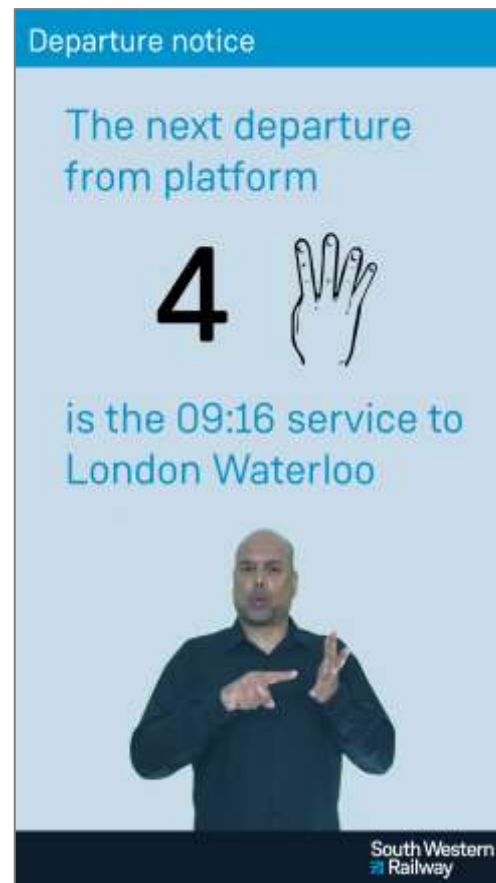 Departure notice
The next departure
from platform
4
is the 09:16 service to
London Waterloo
South Western
Railway